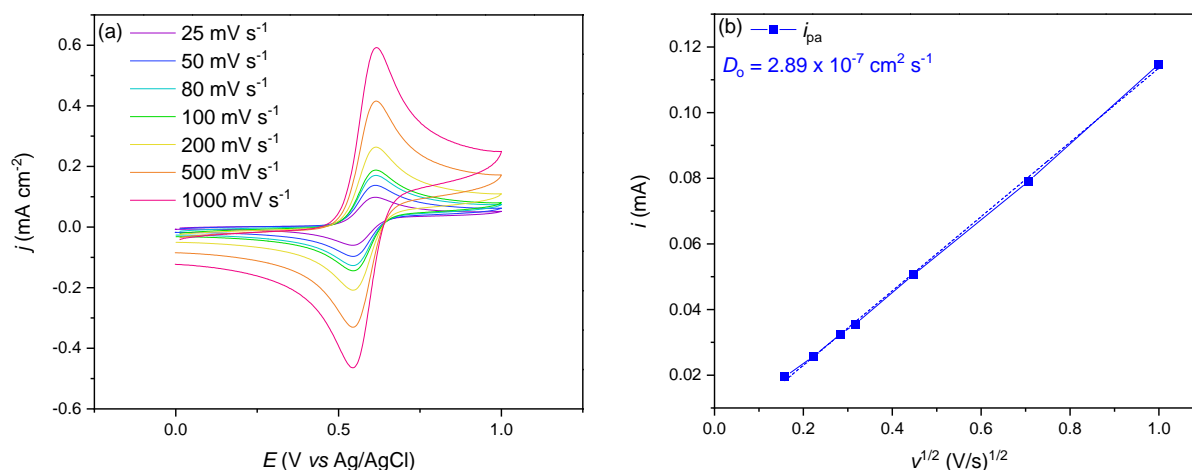 (a)
25 mV s⁻¹
50 mV s⁻¹
80 mV s⁻¹
100 mV s⁻¹
200 mV s⁻¹
500 mV s⁻¹
1000 mV s⁻¹
0.6
0.4
0.2
0.0
-0.2
-0.4
-0.6
j (mA cm⁻²)
0.0 0.5 1.0
E (V vs Ag/AgCl)
(b)
iₚₐ
Dₒ = 2.89 x 10⁻⁷ cm² s⁻¹
0.12
0.10
0.08
0.06
0.04
0.02
i (mA)
0.0 0.2 0.4 0.6 0.8 1.0
v¹ᐟ² (V/s)¹ᐟ²